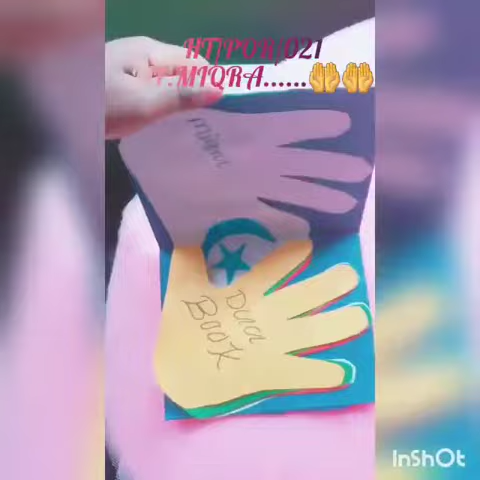 HT/POR/021
T.MIQRA......🤲🤲
Dua
Book
InShOt